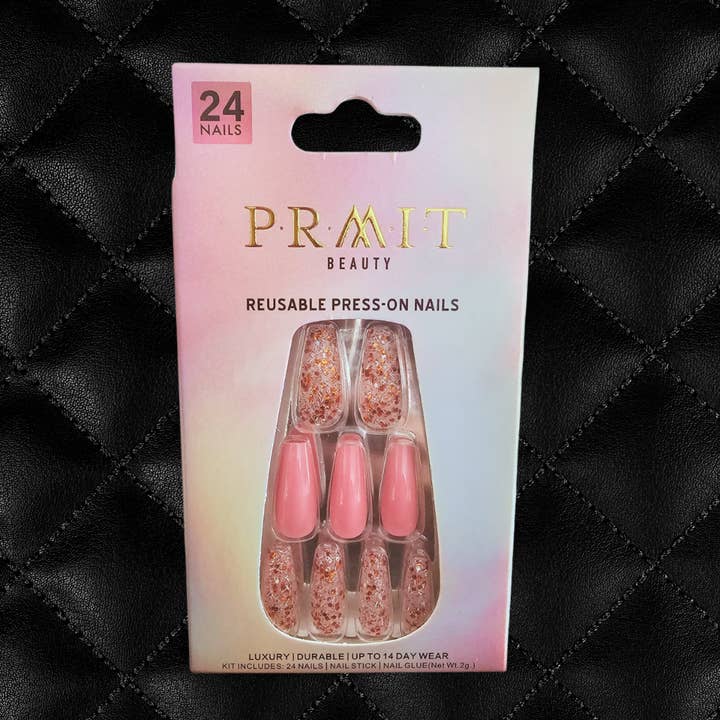 24
NAILS
P·R·M·I·T
BEAUTY
REUSABLE PRESS-ON NAILS
LUXURY | DURABLE | UP TO 14 DAY WEAR
KIT INCLUDES: 24 NAILS | NAIL STICK | NAIL GLUE(Net Wt.2g.)